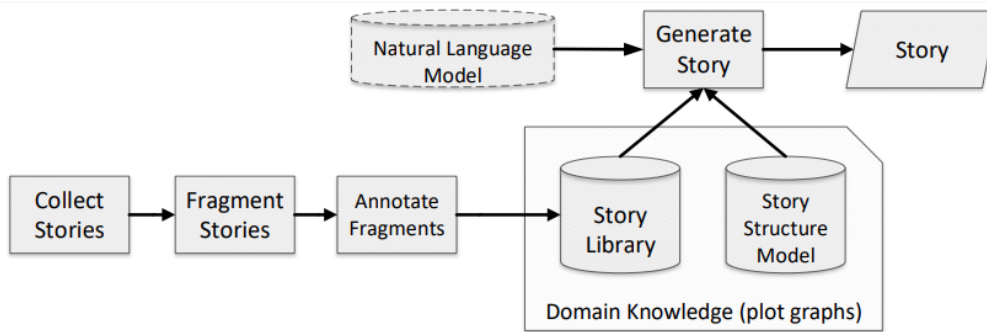 Natural Language
Model
Generate
Story
Story
Collect
Stories
Fragment
Stories
Annotate
Fragments
Story
Library
Story
Structure
Model
Domain Knowledge (plot graphs)